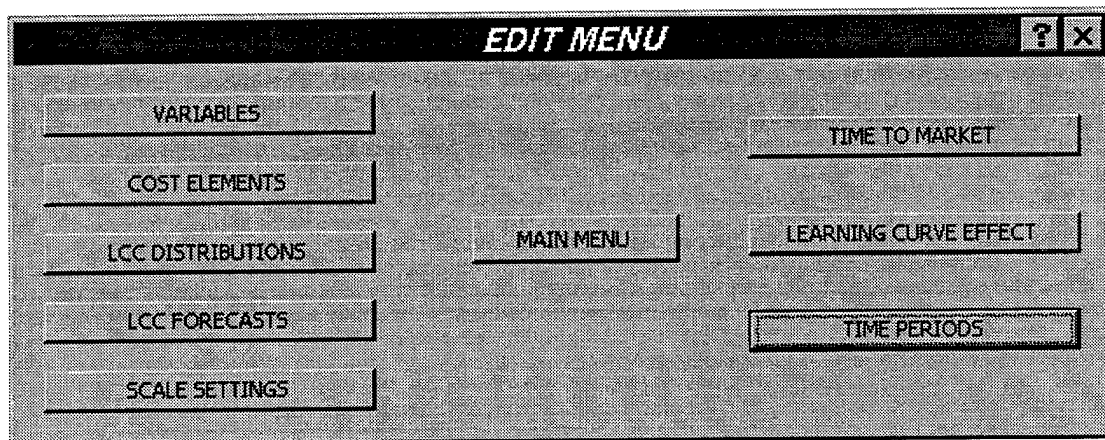 EDIT MENU
? X
VARIABLES
COST ELEMENTS
LCC DISTRIBUTIONS
LCC FORECASTS
SCALE SETTINGS
MAIN MENU
TIME TO MARKET
LEARNING CURVE EFFECT
TIME PERIODS